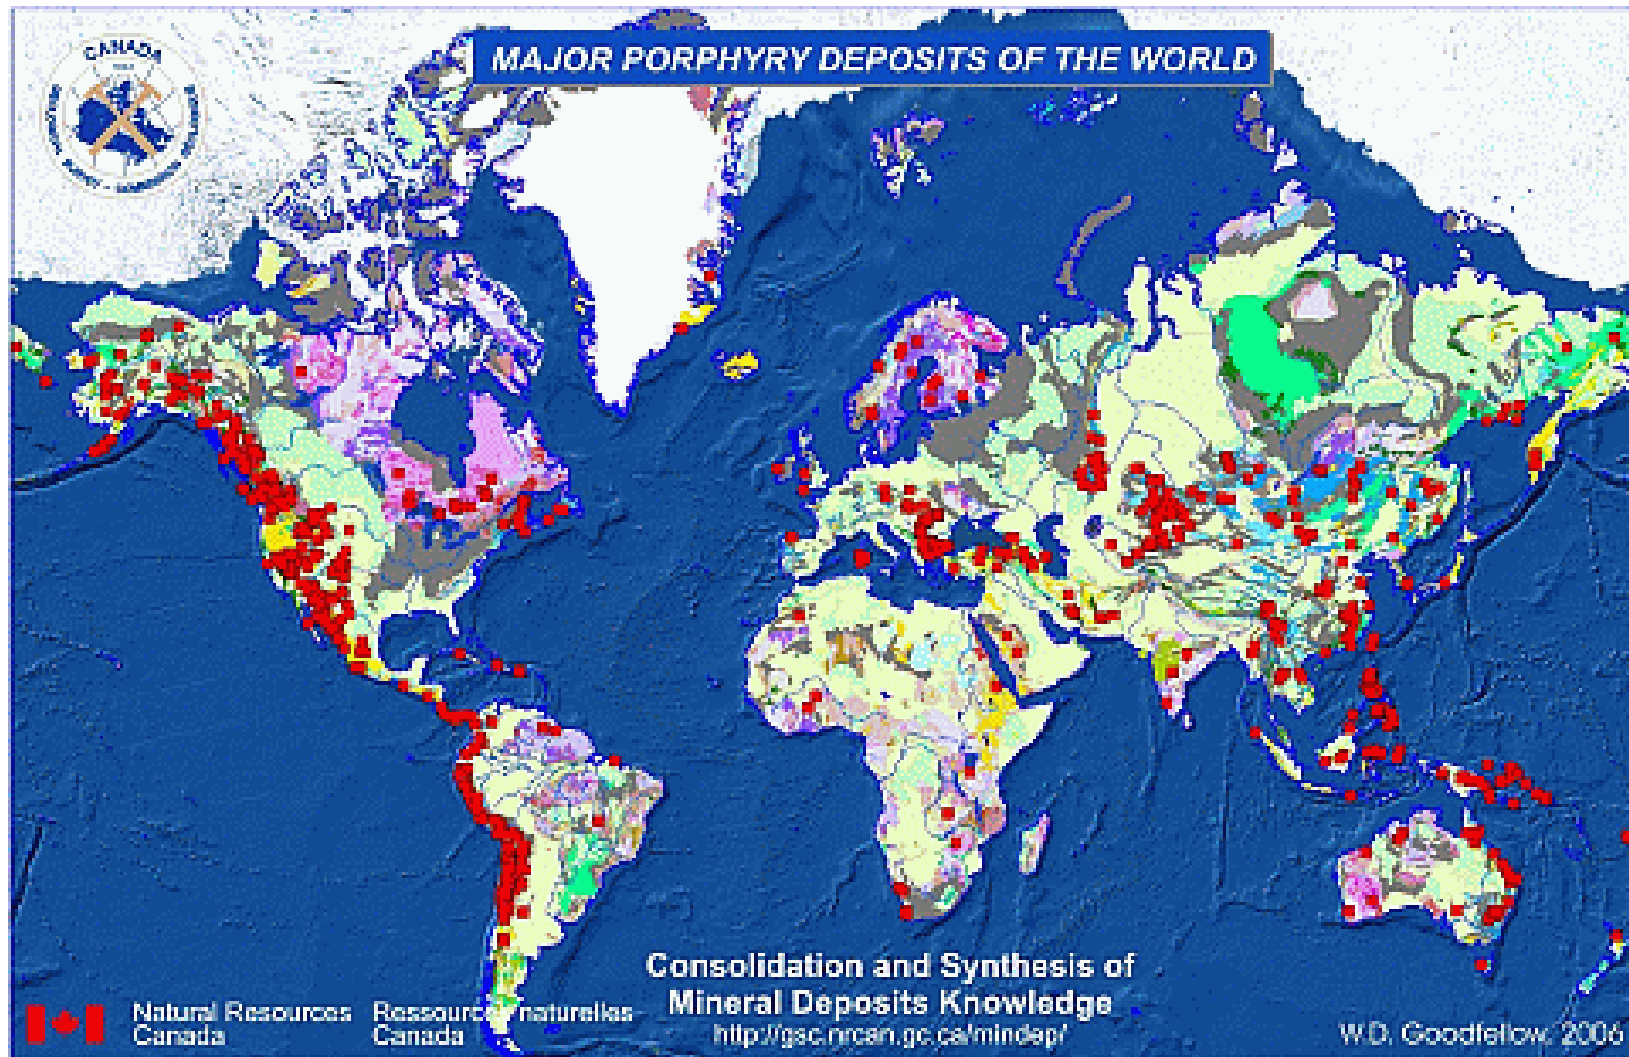 CANADA
MAJOR PORPHYRY DEPOSITS OF THE WORLD
Consolidation and Synthesis of
Mineral Deposits Knowledge
http://gsc.nrcan.gc.ca/mindep/
Natural Resources
Canada
Ressources naturelles
Canada
W.D. Goodfellow, 2006